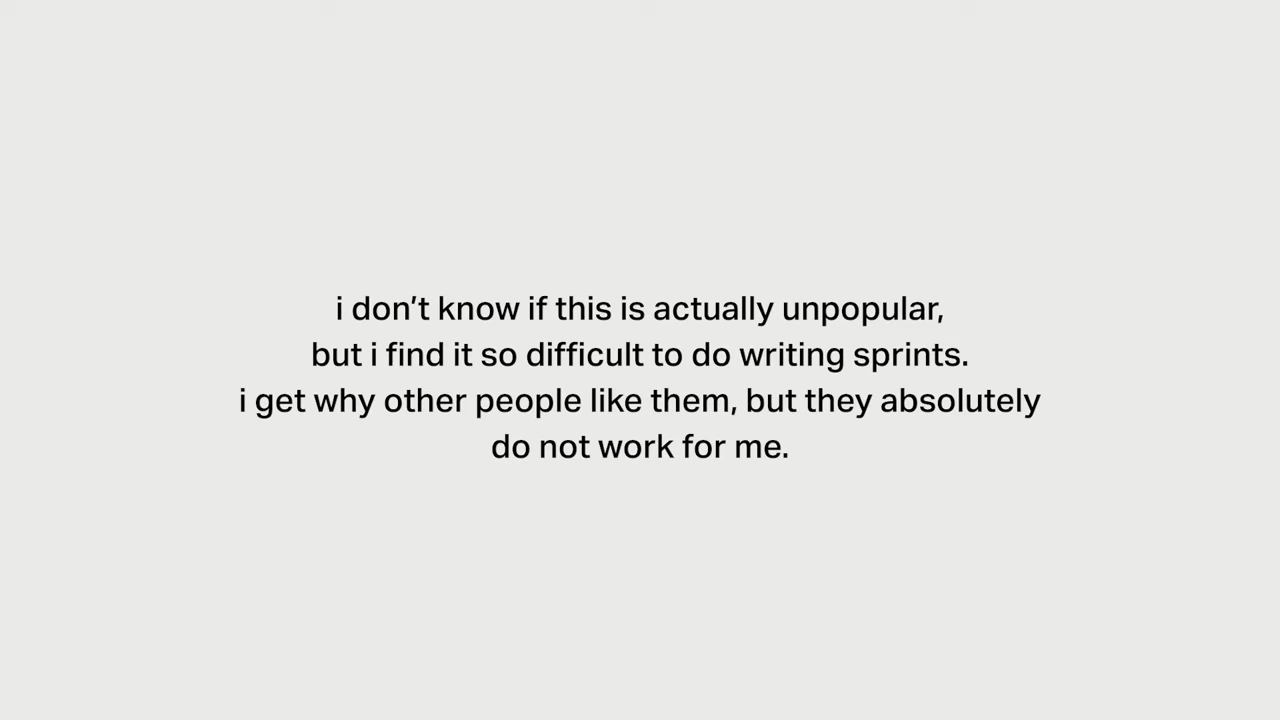 i don’t know if this is actually unpopular,
but i find it so difficult to do writing sprints.
i get why other people like them, but they absolutely
do not work for me.